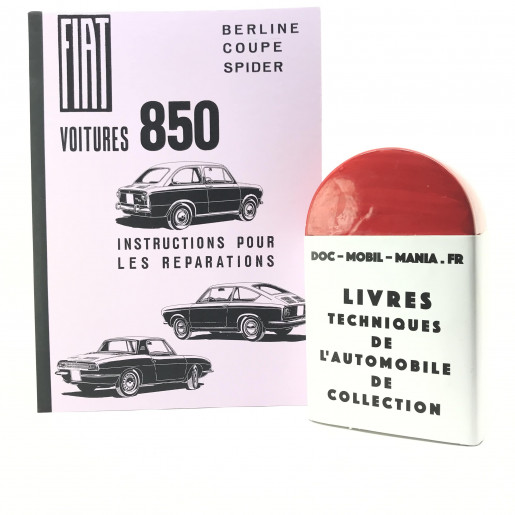 FIAT
BERLINE
COUPE
SPIDER
VOITURES 850
INSTRUCTIONS POUR
LES REPARATIONS
DOC-MOBIL-MANIA.FR
LIVRES
TECHNIQUES
DE
L'AUTOMOBILE
DE
COLLECTION